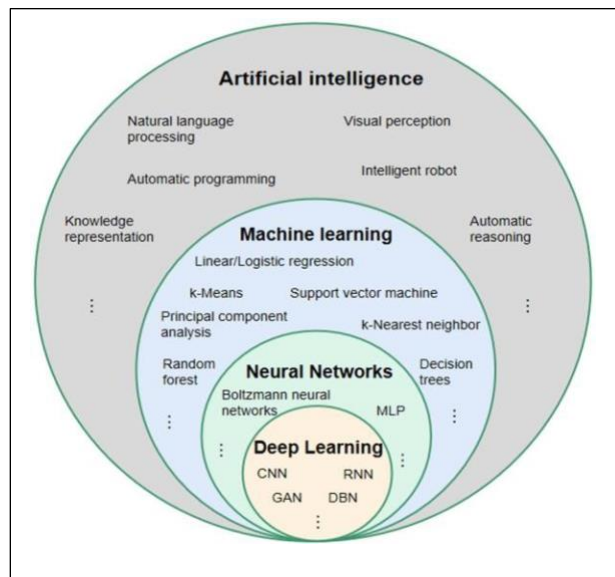 Artificial intelligence
Natural language
processing
Visual perception
Automatic programming
Intelligent robot
Knowledge
representation
Automatic
reasoning
Machine learning
Linear/Logistic regression
k-Means
Support vector machine
Principal component
analysis
k-Nearest neighbor
Random
forest
Decision
trees
Neural Networks
Boltzmann neural
networks
MLP
Deep Learning
CNN
RNN
GAN
DBN